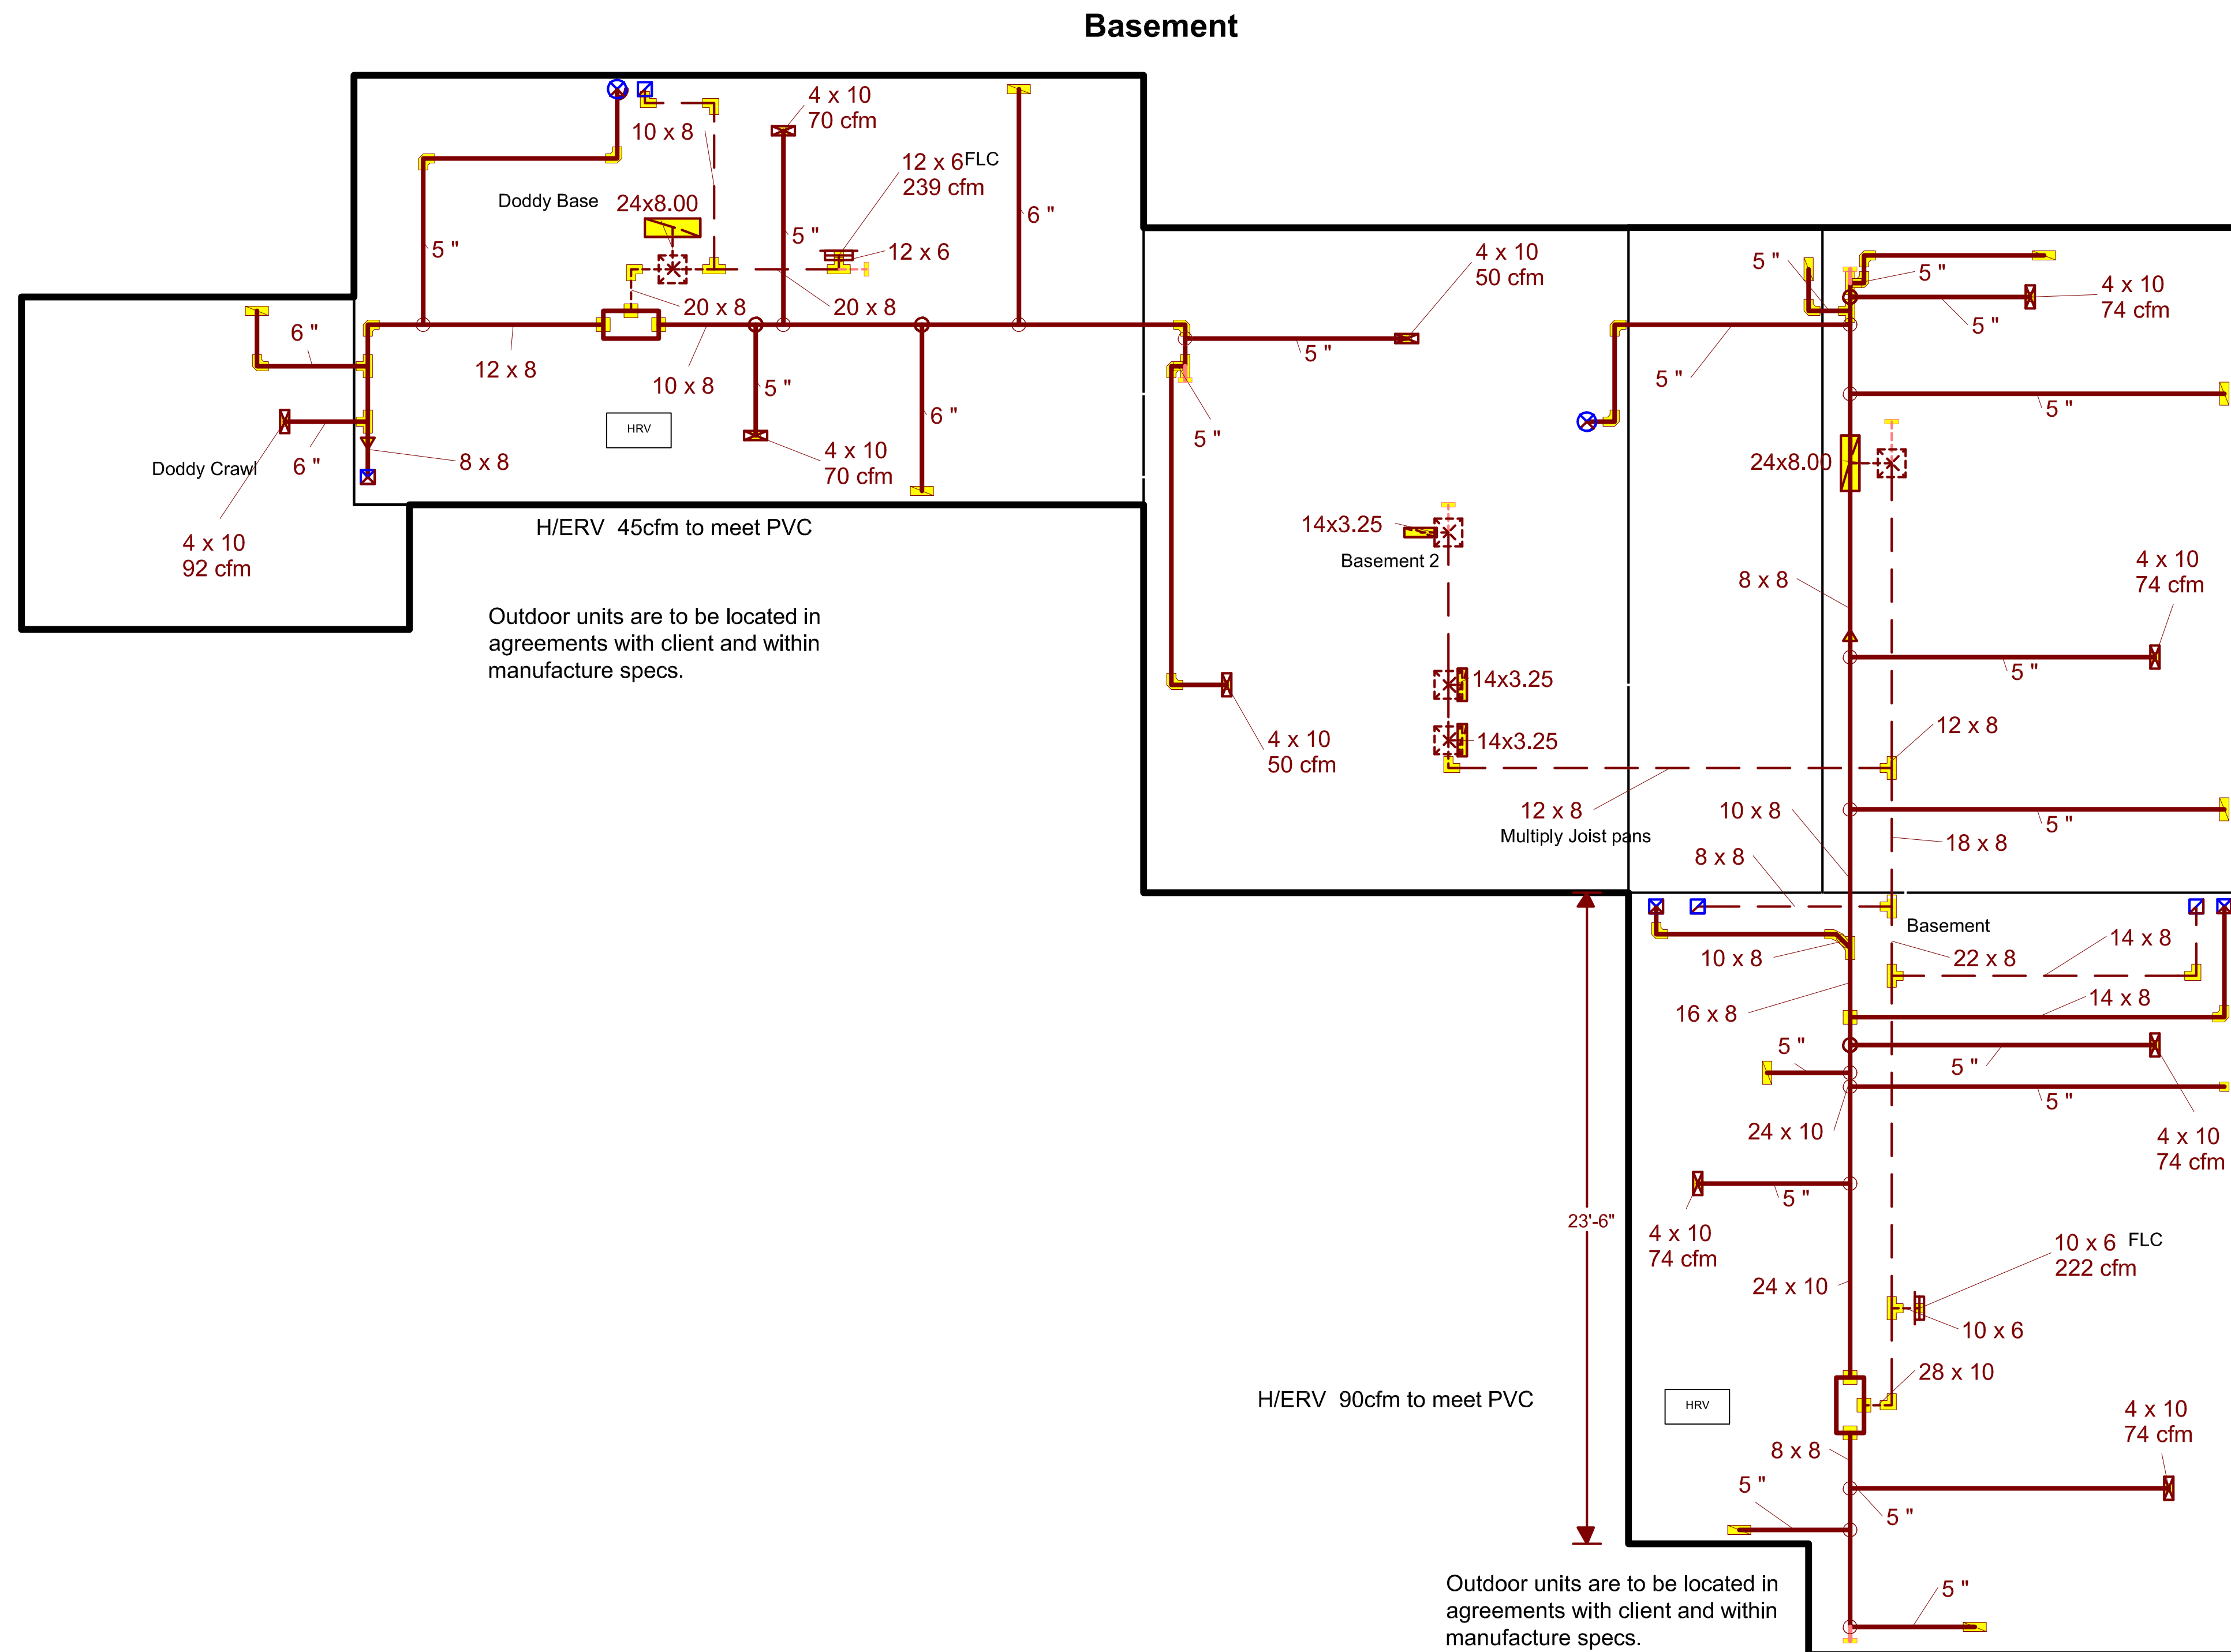 Basement
4 x 10
70 cfm
10 x 8
12 x 6 FLC
239 cfm
Doddy Base
24x8.00
6 "
5 "
5 "
12 x 6
4 x 10
50 cfm
5 "
5 "
4 x 10
74 cfm
20 x 8
20 x 8
6 "
5 "
5 "
12 x 8
10 x 8
5 "
5 "
5 "
6 "
HRV
5 "
4 x 10
70 cfm
8 x 8
24x8.00
Doddy Crawl
6 "
4 x 10
92 cfm
H/ERV 45cfm to meet PVC
14x3.25
Basement 2
4 x 10
74 cfm
8 x 8
Outdoor units are to be located in
agreements with client and within
manufacture specs.
14x3.25
5 "
4 x 10
50 cfm
14x3.25
12 x 8
12 x 8
10 x 8
5 "
Multiply Joist pans
8 x 8
18 x 8
Basement
10 x 8
22 x 8
14 x 8
16 x 8
14 x 8
5 "
5 "
5 "
24 x 10
4 x 10
74 cfm
5 "
23'-6"
4 x 10
74 cfm
10 x 6 FLC
222 cfm
24 x 10
10 x 6
28 x 10
H/ERV 90cfm to meet PVC
HRV
4 x 10
74 cfm
8 x 8
5 "
5 "
Outdoor units are to be located in
agreements with client and within
manufacture specs.
5 "